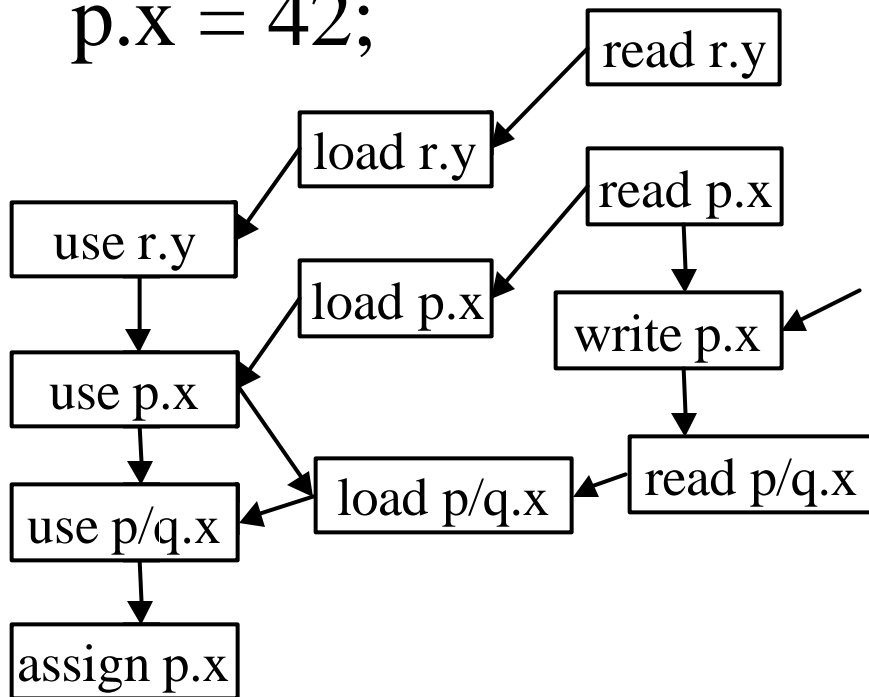 p.x = 42;
read r.y
load r.y
read p.x
use r.y
load p.x
write p.x
use p.x
read p/q.x
load p/q.x
use p/q.x
assign p.x